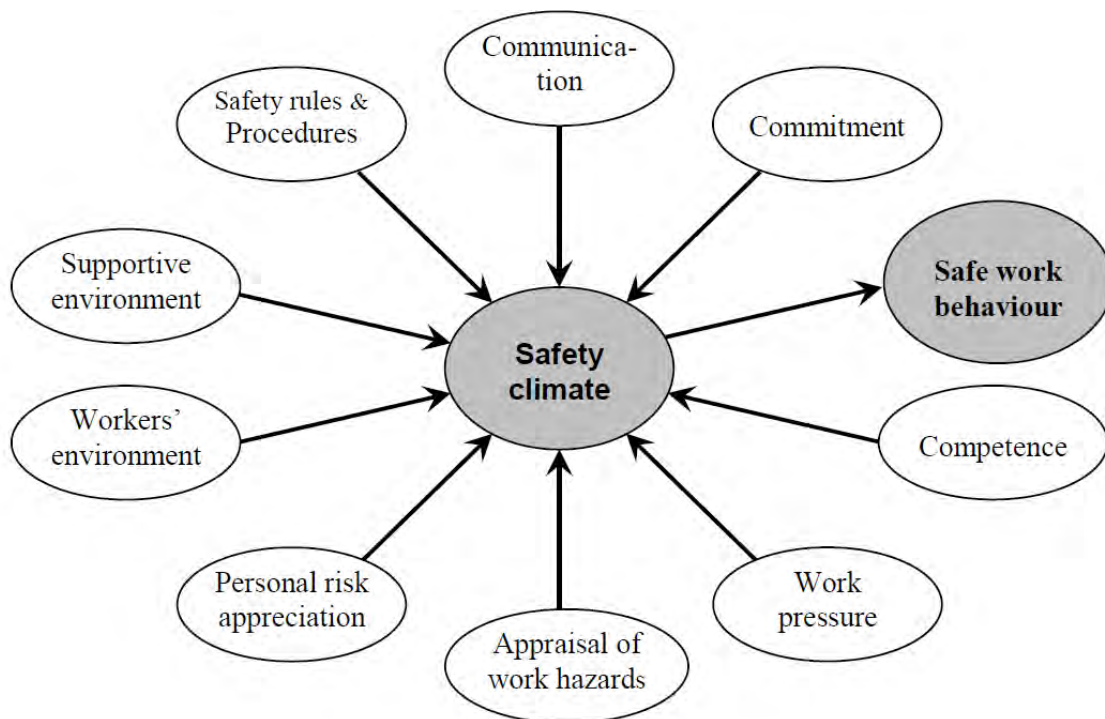 Communica-
tion
Safety rules &
Procedures
Commitment
Supportive
environment
Safe work
behaviour
Safety
climate
Workers’
environment
Competence
Personal risk
appreciation
Work
pressure
Appraisal of
work hazards